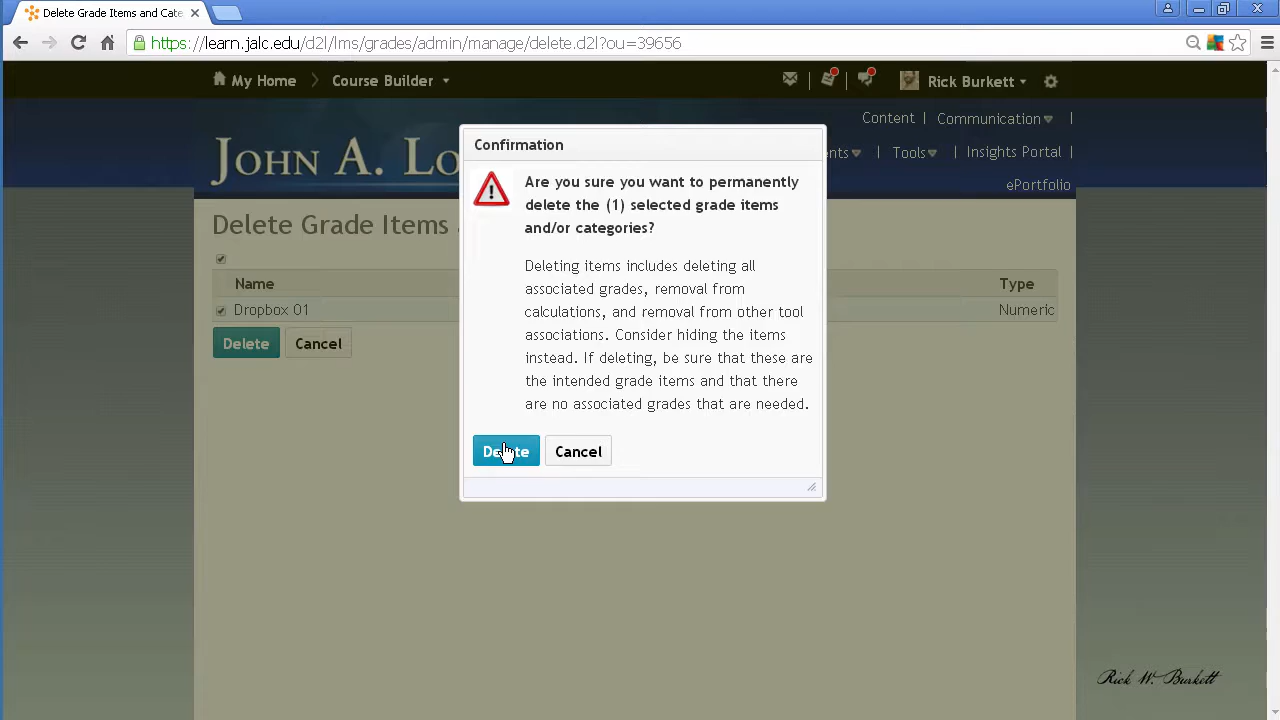 Delete Grade Items and Cate
https://learn.jalc.edu/d2l/lms/grades/admin/manage/delete.d2l?ou=39656
My Home
Course Builder
Rick Burkett
Content | Communication |
| Tools | Insights Portal |
ePortfolio
JOHN A. LO
Delete Grade Items
Name
Type
Dropbox 01
Numeric
Delete
Cancel
Confirmation
Are you sure you want to permanently
delete the (1) selected grade items
and/or categories?
Deleting items includes deleting all
associated grades, removal from
calculations, and removal from other tool
associations. Consider hiding the items
instead. If deleting, be sure that these are
the intended grade items and that there
are no associated grades that are needed.
Delete
Cancel
Rick W. Burkett